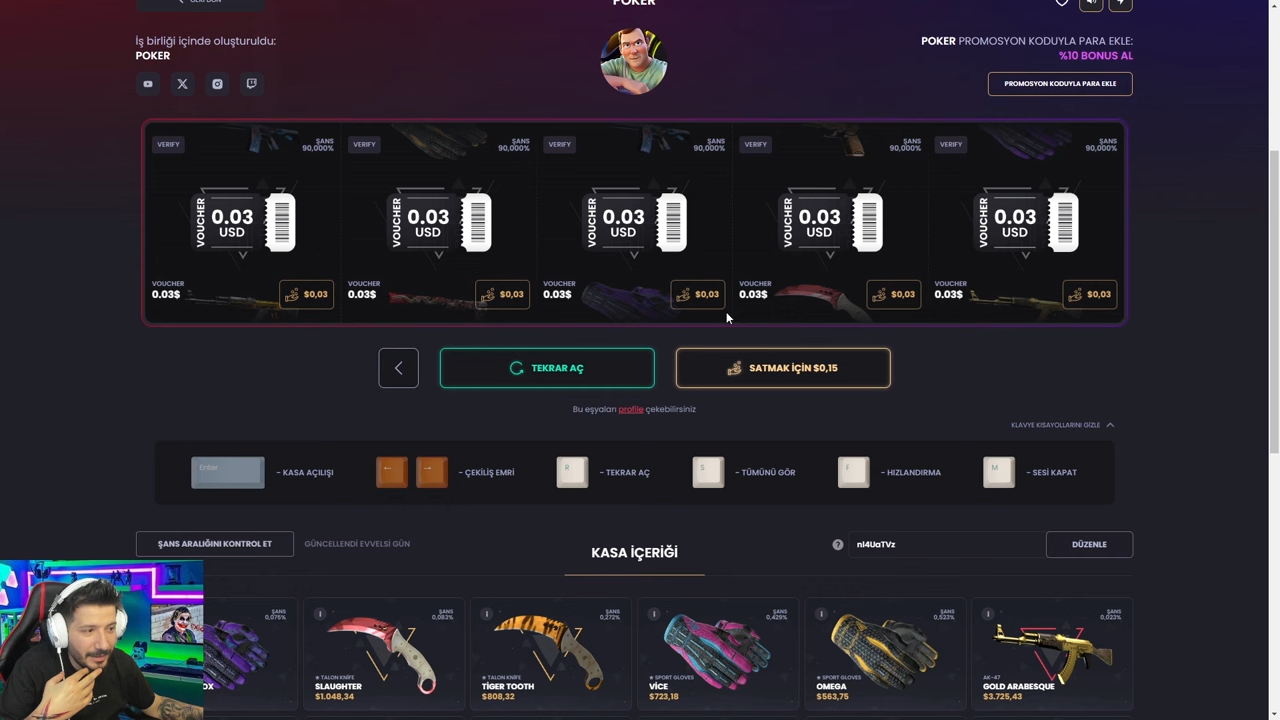 POKER
İş birliği içinde oluşturuldu:
POKER
POKER PROMOSYON KODUYLA PARA EKLE:
%10 BONUS AL
PROMOSYON KODUYLA PARA EKLE
VERIFY
ŞANS
90,000%
VOUCHER
0.03
USD
VOUCHER
0.03$
$0,03
VERIFY
ŞANS
90,000%
VOUCHER
0.03
USD
VOUCHER
0.03$
$0,03
VERIFY
ŞANS
90,000%
VOUCHER
0.03
USD
VOUCHER
0.03$
$0,03
VERIFY
ŞANS
90,000%
VOUCHER
0.03
USD
VOUCHER
0.03$
$0,03
VERIFY
ŞANS
90,000%
VOUCHER
0.03
USD
VOUCHER
0.03$
$0,03
TEKRAR AÇ
SATMAK İÇİN $0,15
Bu eşyaları profile çekebilirsiniz
KLAVYE KISAYOLLARINI GİZLE
Enter
- KASA AÇILIŞI
- ÇEKİLİŞ EMRİ
R
- TEKRAR AÇ
S
- TÜMÜNÜ GÖR
F
- HIZLANDIRMA
M
- SESİ KAPAT
ŞANS ARALIĞINI KONTROL ET
GÜNCELLENDİ EVVELSİ GÜN
KASA İÇERİĞİ
?
nI4UaTVz
DÜZENLE
ŞANS
0,076%
OX
ŞANS
0,083%
★ TALON KNIFE
SLAUGHTER
$1.048,34
ŞANS
0,272%
★ TALON KNIFE
TİGER TOOTH
$808,32
ŞANS
0,429%
★ SPORT GLOVES
VİCE
$723,18
ŞANS
0,523%
★ SPORT GLOVES
OMEGA
$563,75
ŞANS
0,023%
AK-47
GOLD ARABESQUE
$3.725,43